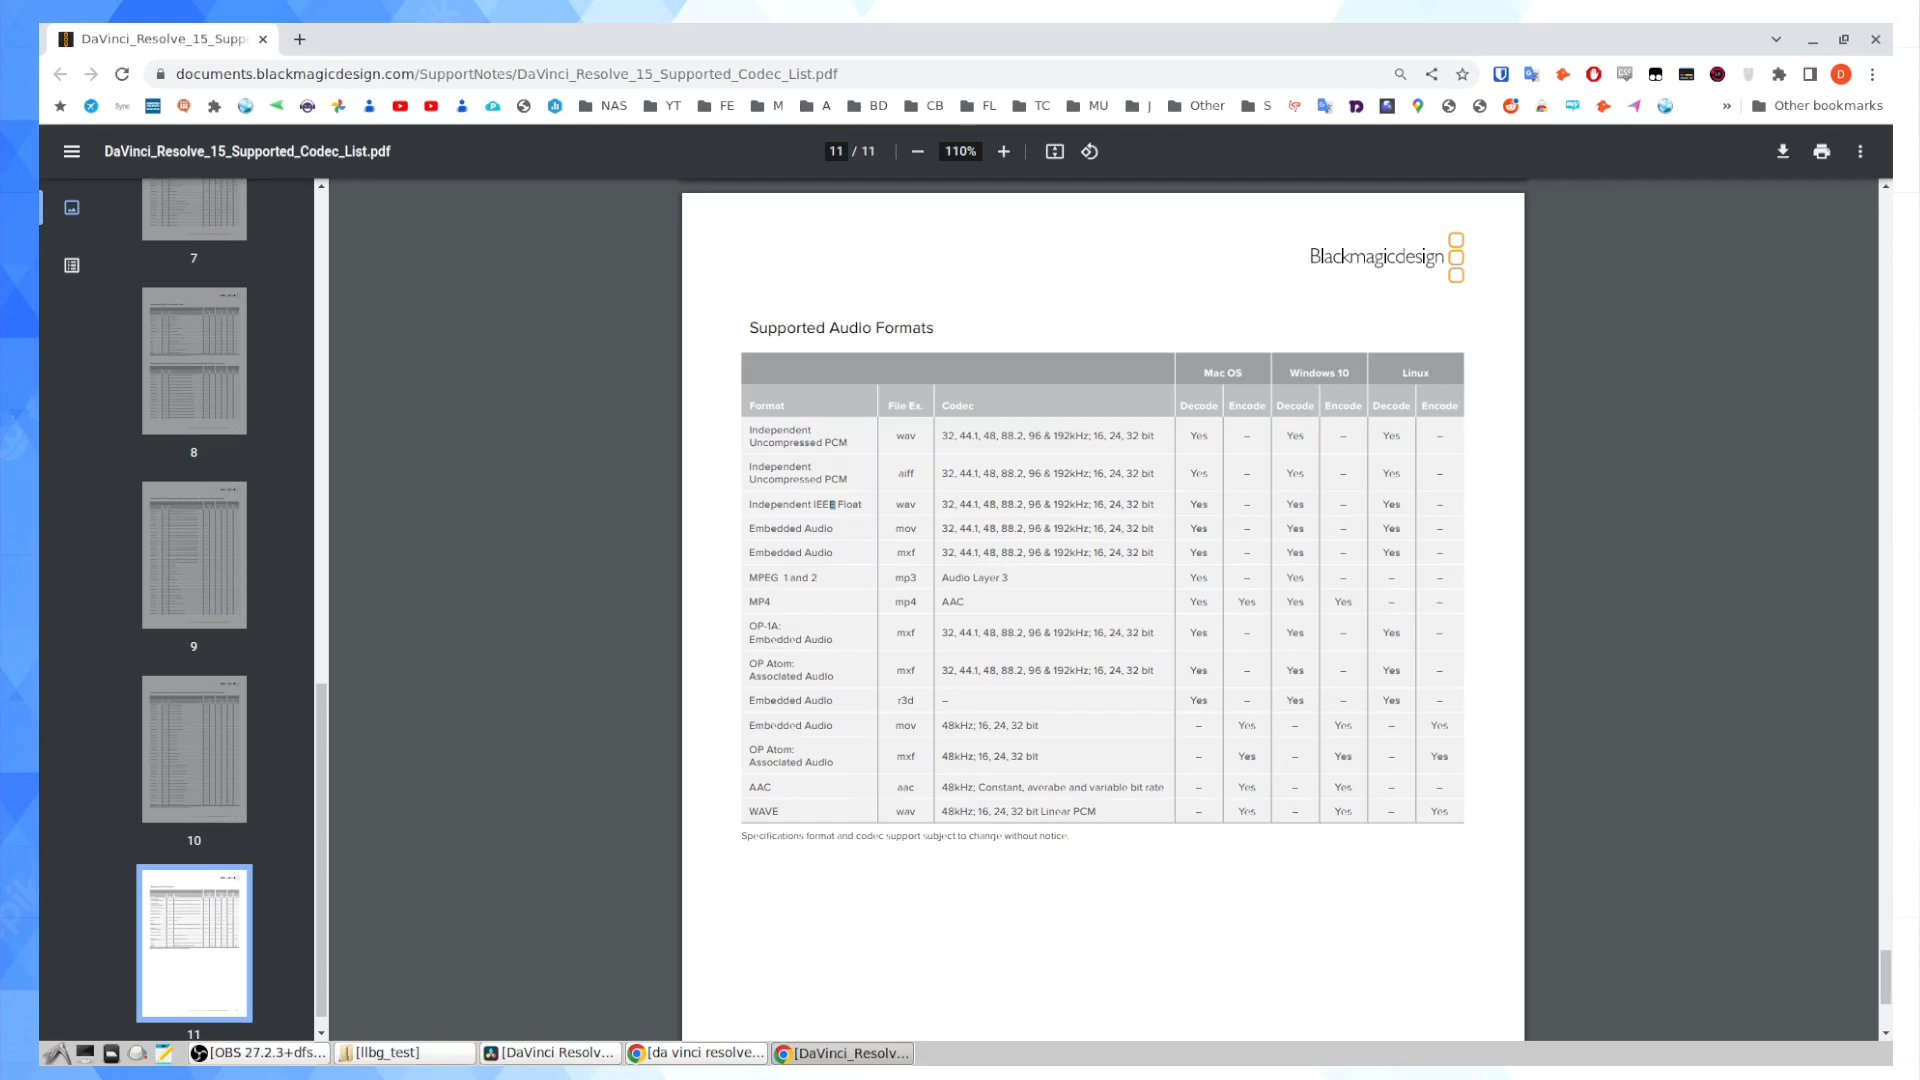 DaVinci_Resolve_15_Supp
documents.blackmagicdesign.com/SupportNotes/DaVinci_Resolve_15_Supported_Codec_List.pdf
D
Sync NAS YT FE M A BD CB FL TC MU J Other S » Other bookmarks
DaVinci_Resolve_15_Supported_Codec_List.pdf 11 / 11 110%
7
8
9
10
11
Blackmagicdesign
Supported Audio Formats
Mac OS Windows 10 Linux
Format File Ex. Codec Decode Encode Decode Encode Decode Encode
Independent
Uncompressed PCM wav 32, 44.1, 48, 88.2, 96 & 192kHz; 16, 24, 32 bit Yes – Yes – Yes –
Independent
Uncompressed PCM aiff 32, 44.1, 48, 88.2, 96 & 192kHz; 16, 24, 32 bit Yes – Yes – Yes –
Independent IEEE Float wav 32, 44.1, 48, 88.2, 96 & 192kHz; 16, 24, 32 bit Yes – Yes – Yes –
Embedded Audio mov 32, 44.1, 48, 88.2, 96 & 192kHz; 16, 24, 32 bit Yes – Yes – Yes –
Embedded Audio mxf 32, 44.1, 48, 88.2, 96 & 192kHz; 16, 24, 32 bit Yes – Yes – Yes –
MPEG 1 and 2 mp3 Audio Layer 3 Yes – Yes – – –
MP4 mp4 AAC Yes Yes Yes Yes – –
OP-1A:
Embedded Audio mxf 32, 44.1, 48, 88.2, 96 & 192kHz; 16, 24, 32 bit Yes – Yes – Yes –
OP Atom:
Associated Audio mxf 32, 44.1, 48, 88.2, 96 & 192kHz; 16, 24, 32 bit Yes – Yes – Yes –
Embedded Audio r3d – Yes – Yes – Yes –
Embedded Audio mov 48kHz; 16, 24, 32 bit – Yes – Yes – Yes
OP Atom:
Associated Audio mxf 48kHz; 16, 24, 32 bit – Yes – Yes – Yes
AAC aac 48kHz; Constant, averabe and variable bit rate – Yes – Yes – –
WAVE wav 48kHz; 16, 24, 32 bit Linear PCM – Yes – Yes – Yes
Specifications format and codec support subject to change without notice.
[OBS 27.2.3+dfs... [llbg_test] [DaVinci Resolv... [da vinci resolve... [DaVinci_Resolv...